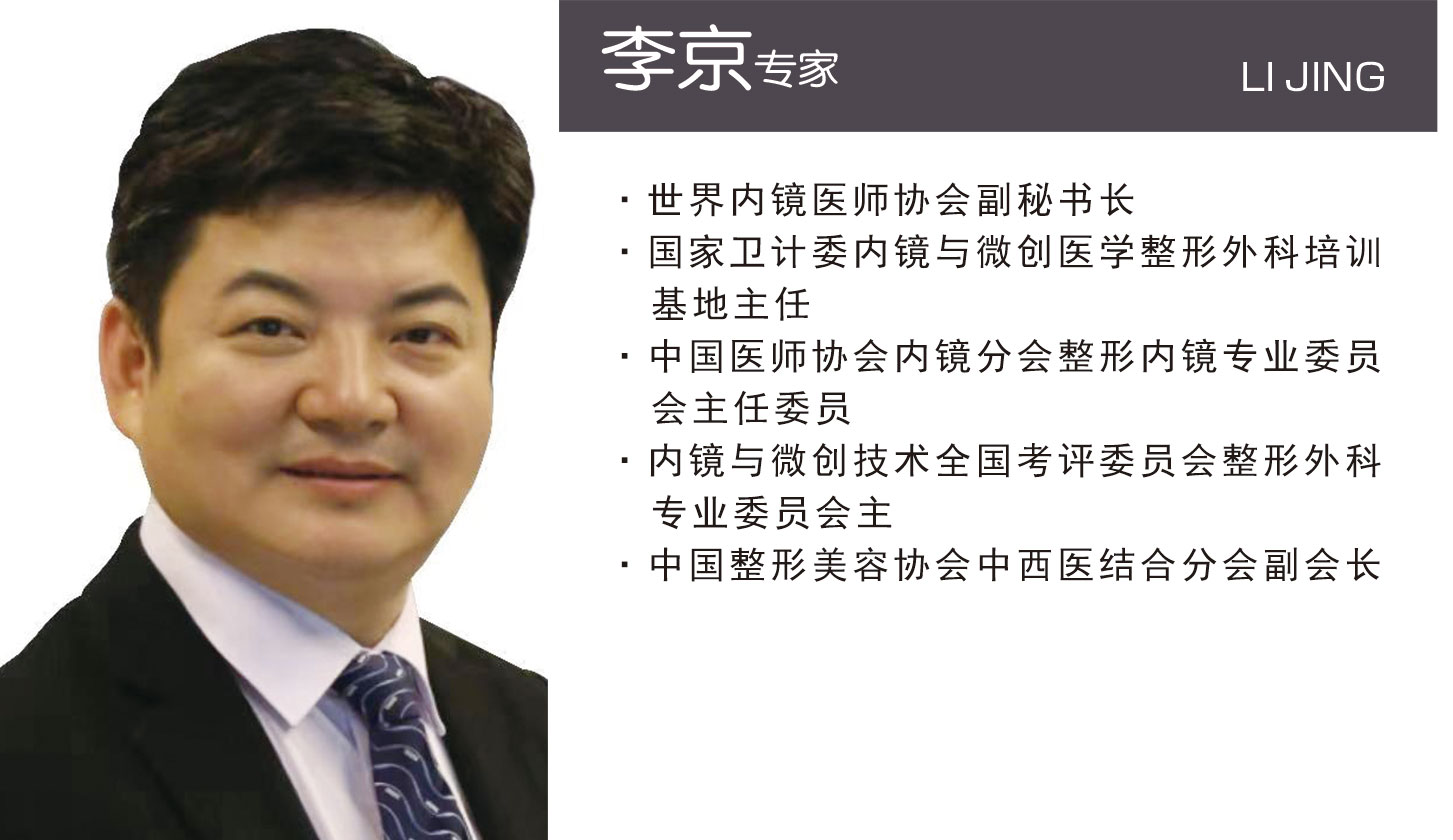 李京专家
LI JING
· 世界内镜医师协会副秘书长
· 国家卫计委内镜与微创医学整形外科培训
基地主任
· 中国医师协会内镜分会整形内镜专业委员
会主任委员
· 内镜与微创技术全国考评委员会整形外科
专业委员会主
· 中国整形美容协会中西医结合分会副会长